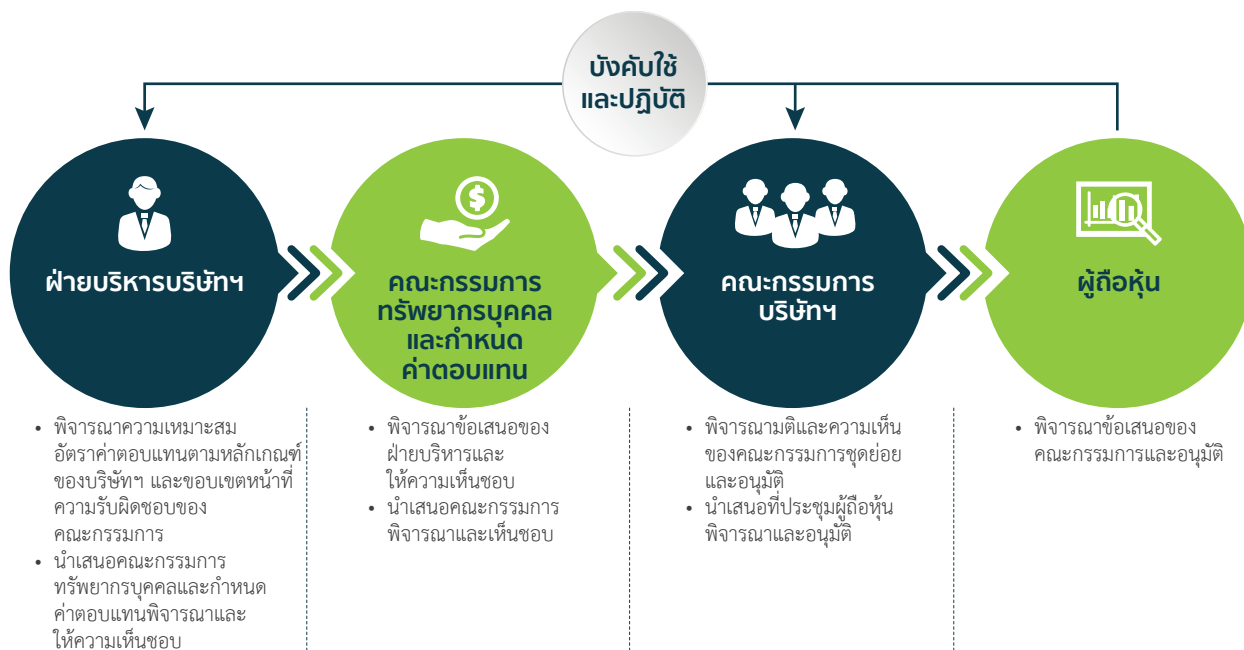 บังคับใช้
และปฏิบัติ
ฝ่ายบริหารบริษัทฯ
คณะกรรมการ
ทรัพยากรบุคคล
และกำหนด
ค่าตอบแทน
คณะกรรมการ
บริษัทฯ
ผู้ถือหุ้น
• พิจารณาความเหมาะสม
อัตราค่าตอบแทนตามหลักเกณฑ์
ของบริษัทฯ และขอบเขตหน้าที่
ความรับผิดชอบของ
คณะกรรมการ
• นำเสนอคณะกรรมการ
ทรัพยากรบุคคลและกำหนด
ค่าตอบแทนพิจารณาและ
ให้ความเห็นชอบ
• พิจารณาข้อเสนอของ
ฝ่ายบริหารและ
ให้ความเห็นชอบ
• นำเสนอคณะกรรมการ
พิจารณาและเห็นชอบ
• พิจารณามติและความเห็น
ของคณะกรรมการชุดย่อย
และอนุมัติ
• นำเสนอที่ประชุมผู้ถือหุ้น
พิจารณาและอนุมัติ
• พิจารณาข้อเสนอของ
คณะกรรมการและอนุมัติ